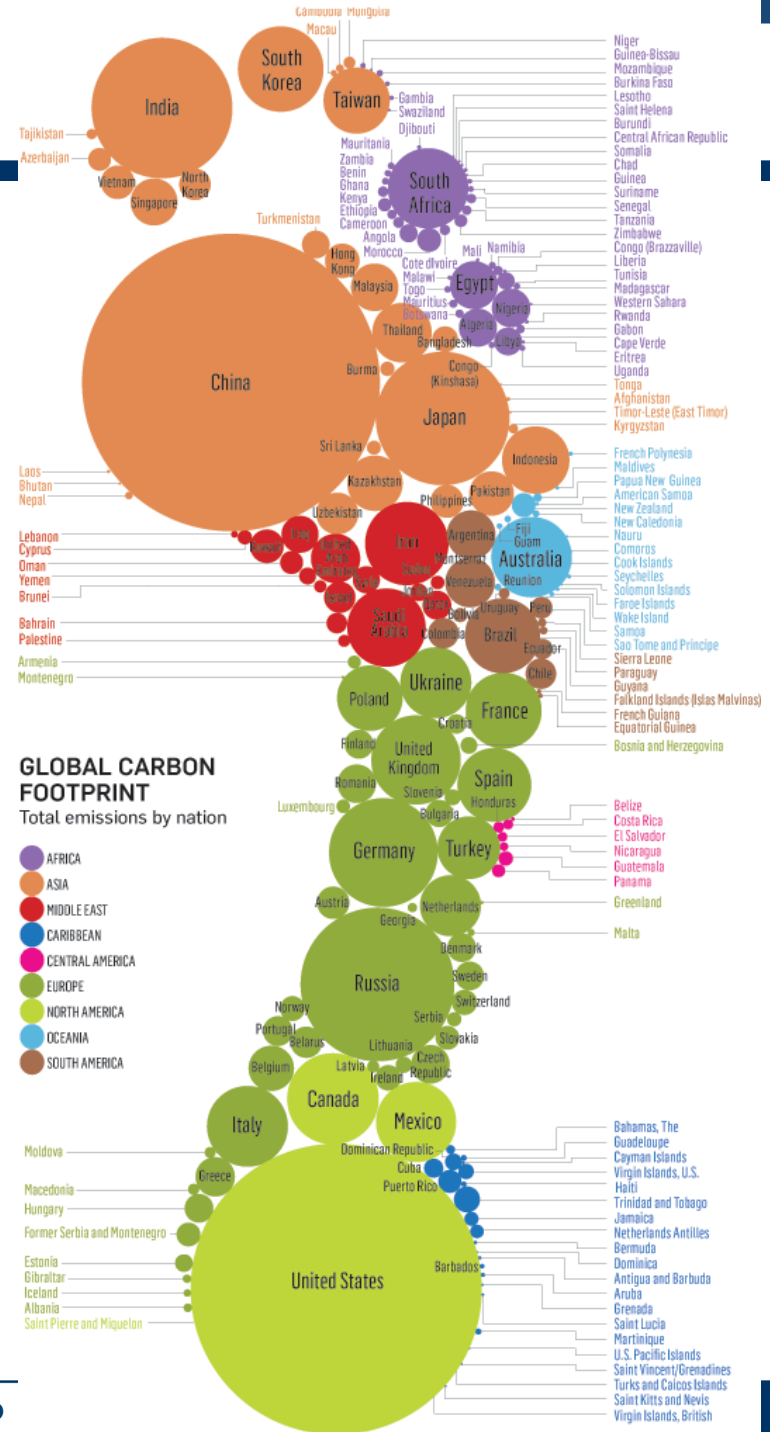 Cambodia Mongolia
Macau
India
South
Korea
Taiwan
Tajikistan
Azerbaijan
Vietnam
Singapore
North
Korea
Gambia
Swaziland
Djibouti
Mauritania
Zambia
Benin
Ghana
Kenya
Ethiopia
Cameroon
Angola
Morocco
South
Africa
Niger
Guinea-Bissau
Mozambique
Burkina Faso
Lesotho
Saint Helena
Burundi
Central African Republic
Somalia
Chad
Guinea
Suriname
Senegal
Tanzania
Zimbabwe
Congo (Brazzaville)
Liberia
Tunisia
Madagascar
Western Sahara
Rwanda
Gabon
Cape Verde
Eritrea
Uganda
Cote dIvoire
Mali
Namibia
Malawi
Togo
Mauritius
Botswana
Egypt
Nigeria
Algeria
Libya
Congo
(Kinshasa)
Turkmenistan
Hong
Kong
Malaysia
Thailand
Bangladesh
Burma
China
Japan
Sri Lanka
Kazakhstan
Uzbekistan
Philippines
Pakistan
Indonesia
Tonga
Afghanistan
Timor-Leste (East Timor)
Kyrgyzstan
Laos
Bhutan
Nepal
French Polynesia
Maldives
Papua New Guinea
American Samoa
New Zealand
New Caledonia
Nauru
Comoros
Cook Islands
Seychelles
Solomon Islands
Faroe Islands
Wake Island
Samoa
Sao Tome and Principe
Fiji
Guam
Australia
Reunion
Lebanon
Cyprus
Oman
Yemen
Brunei
Bahrain
Palestine
Kuwait
Iraq
United
Arab
Emirates
Syria
Israel
Iran
Jordan
Qatar
Saudi
Arabia
Argentina
Montserrat
Venezuela
Bolivia
Colombia
Uruguay
Peru
Brazil
Ecuador
Chile
Sierra Leone
Paraguay
Guyana
Falkland Islands (Islas Malvinas)
French Guiana
Equatorial Guinea
Armenia
Montenegro
Poland
Ukraine
France
Croatia
Bosnia and Herzegovina
Finland
United
Kingdom
Romania
Slovenia
Spain
Honduras
Luxembourg
Bulgaria
Germany
Turkey
Belize
Costa Rica
El Salvador
Nicaragua
Guatemala
Panama
GLOBAL CARBON
FOOTPRINT
Total emissions by nation
AFRICA
ASIA
MIDDLE EAST
CARIBBEAN
CENTRAL AMERICA
EUROPE
NORTH AMERICA
OCEANIA
SOUTH AMERICA
Austria
Georgia
Netherlands
Greenland
Malta
Denmark
Russia
Sweden
Switzerland
Serbia
Slovakia
Norway
Portugal
Belarus
Lithuania
Czech
Republic
Latvia
Ireland
Belgium
Canada
Mexico
Italy
Dominican Republic
Cuba
Puerto Rico
Moldova
Greece
Macedonia
Hungary
Former Serbia and Montenegro
Estonia
Gibraltar
Iceland
Albania
Saint Pierre and Miquelon
United States
Barbados
Bahamas, The
Guadeloupe
Cayman Islands
Virgin Islands, U.S.
Haiti
Trinidad and Tobago
Jamaica
Netherlands Antilles
Bermuda
Dominica
Antigua and Barbuda
Aruba
Grenada
Saint Lucia
Martinique
U.S. Pacific Islands
Saint Vincent/Grenadines
Turks and Caicos Islands
Saint Kitts and Nevis
Virgin Islands, British